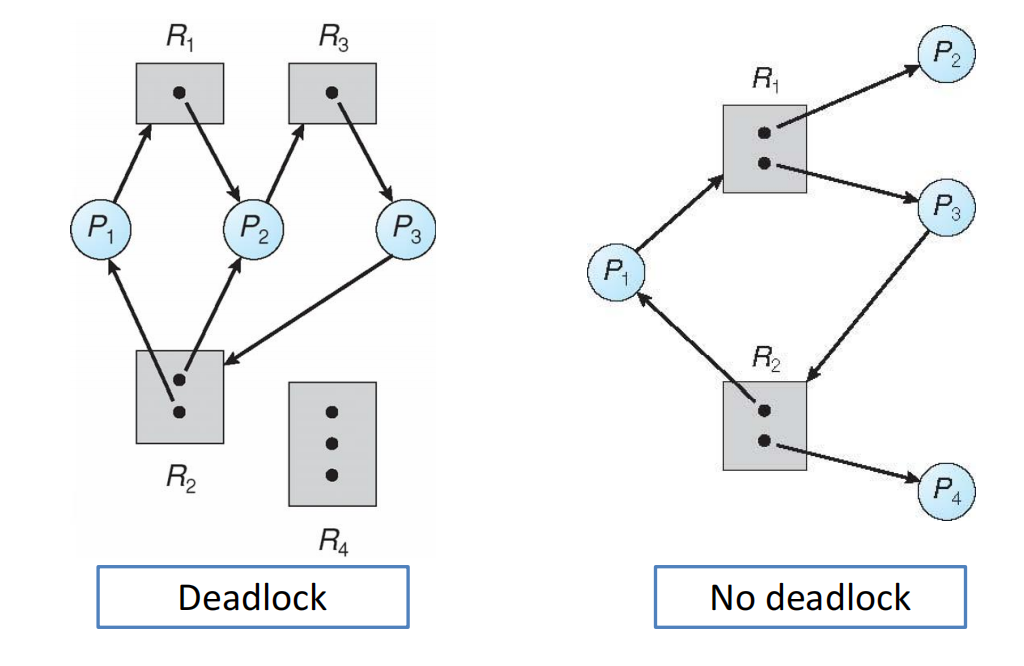 R₁
R₃
P₁
P₂
P₃
R₂
R₄
Deadlock
P₂
R₁
P₃
P₁
R₂
P₄
No deadlock